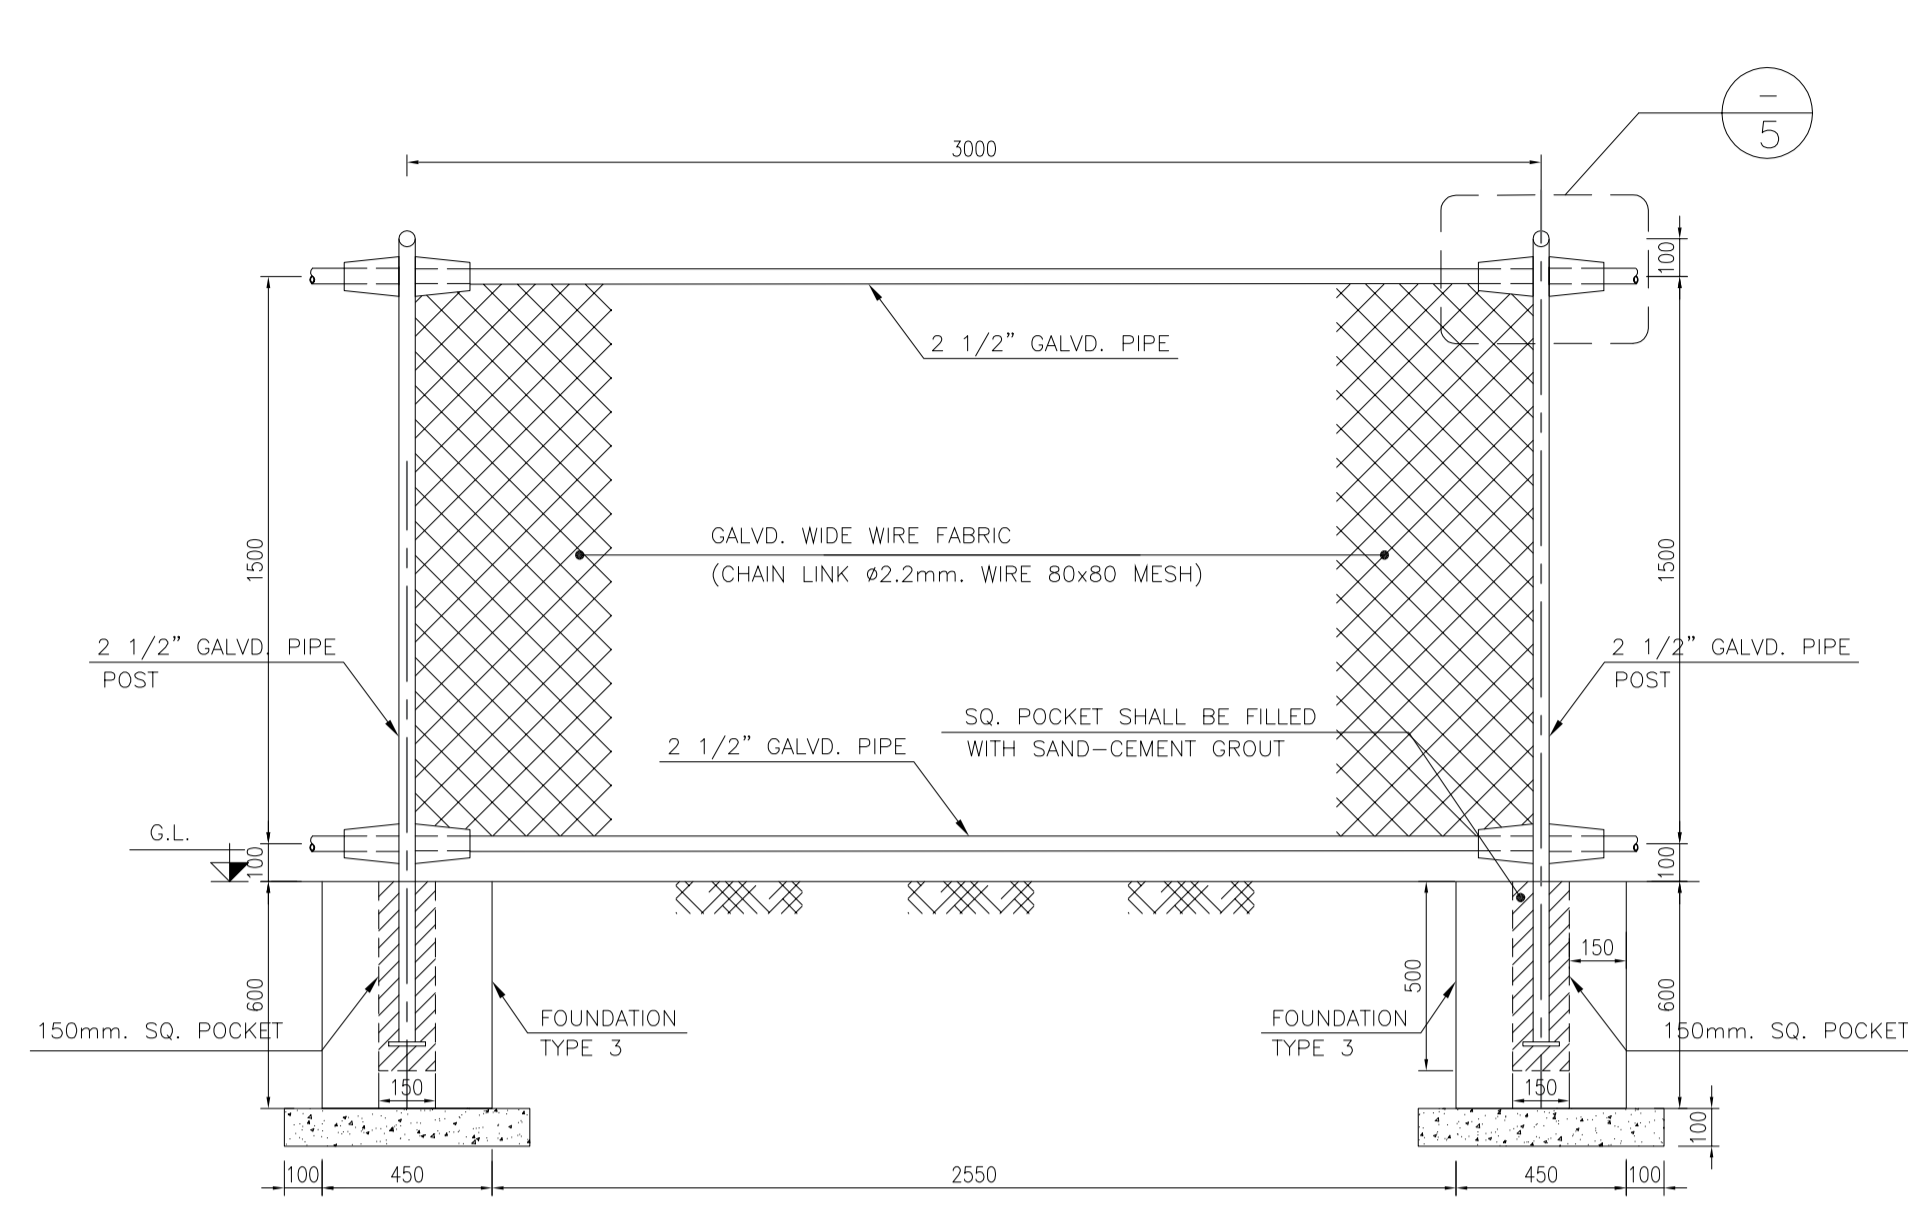 –
5
3000
100
2 1/2” GALVD. PIPE
GALVD. WIDE WIRE FABRIC
(CHAIN LINK ø2.2mm. WIRE 80x80 MESH)
1500
1500
2 1/2” GALVD. PIPE
POST
2 1/2” GALVD. PIPE
POST
SQ. POCKET SHALL BE FILLED
WITH SAND-CEMENT GROUT
2 1/2” GALVD. PIPE
G.L.
100
100
150
500
600
600
150mm. SQ. POCKET
FOUNDATION
TYPE 3
FOUNDATION
TYPE 3
150mm. SQ. POCKET
150
150
100
100
450
2550
450
100